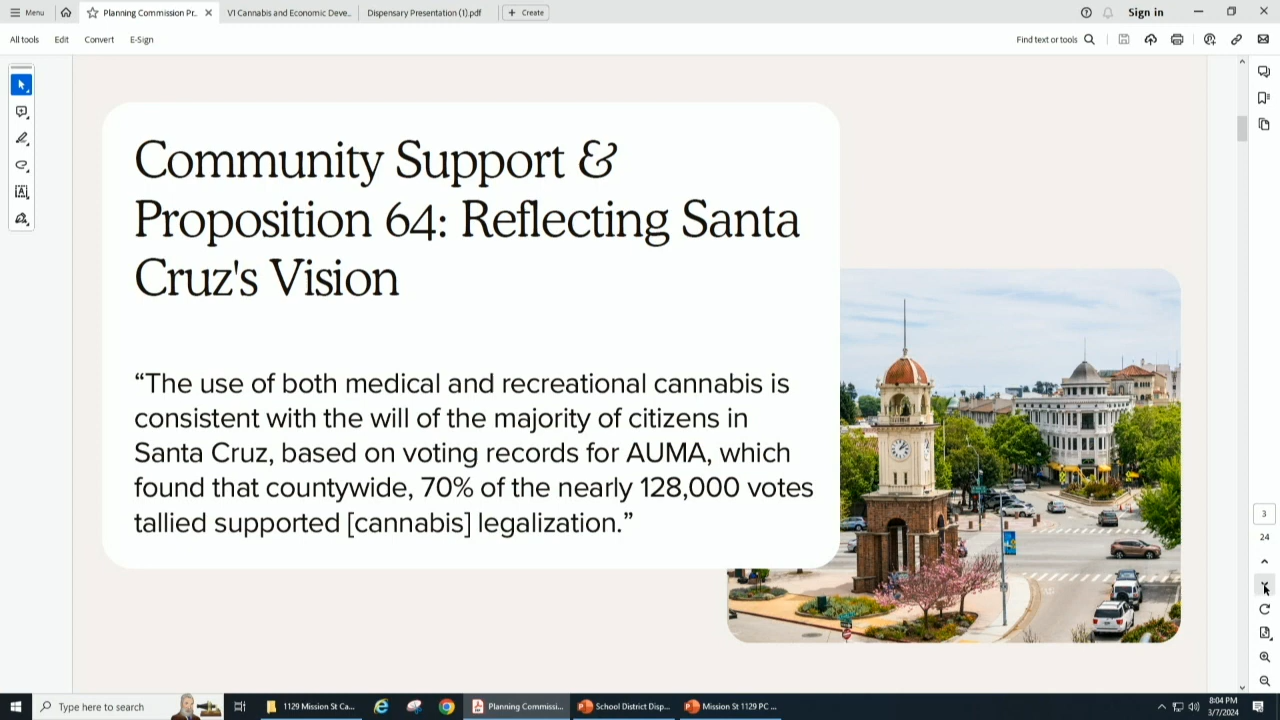 Menu
Planning Commission Pr..
VI Cannabis and Economic Deve..
Dispensary Presentation (1).pdf
+ Create
Sign in
All tools
Edit
Convert
E-Sign
Find text or tools
Community Support &
Proposition 64: Reflecting Santa
Cruz's Vision
“The use of both medical and recreational cannabis is
consistent with the will of the majority of citizens in
Santa Cruz, based on voting records for AUMA, which
found that countywide, 70% of the nearly 128,000 votes
tallied supported [cannabis] legalization.”
3
24
Type here to search
1129 Mission St Ca...
Planning Commissi...
School District Disp...
Mission St 1129 PC ...
8:04 PM
3/7/2024